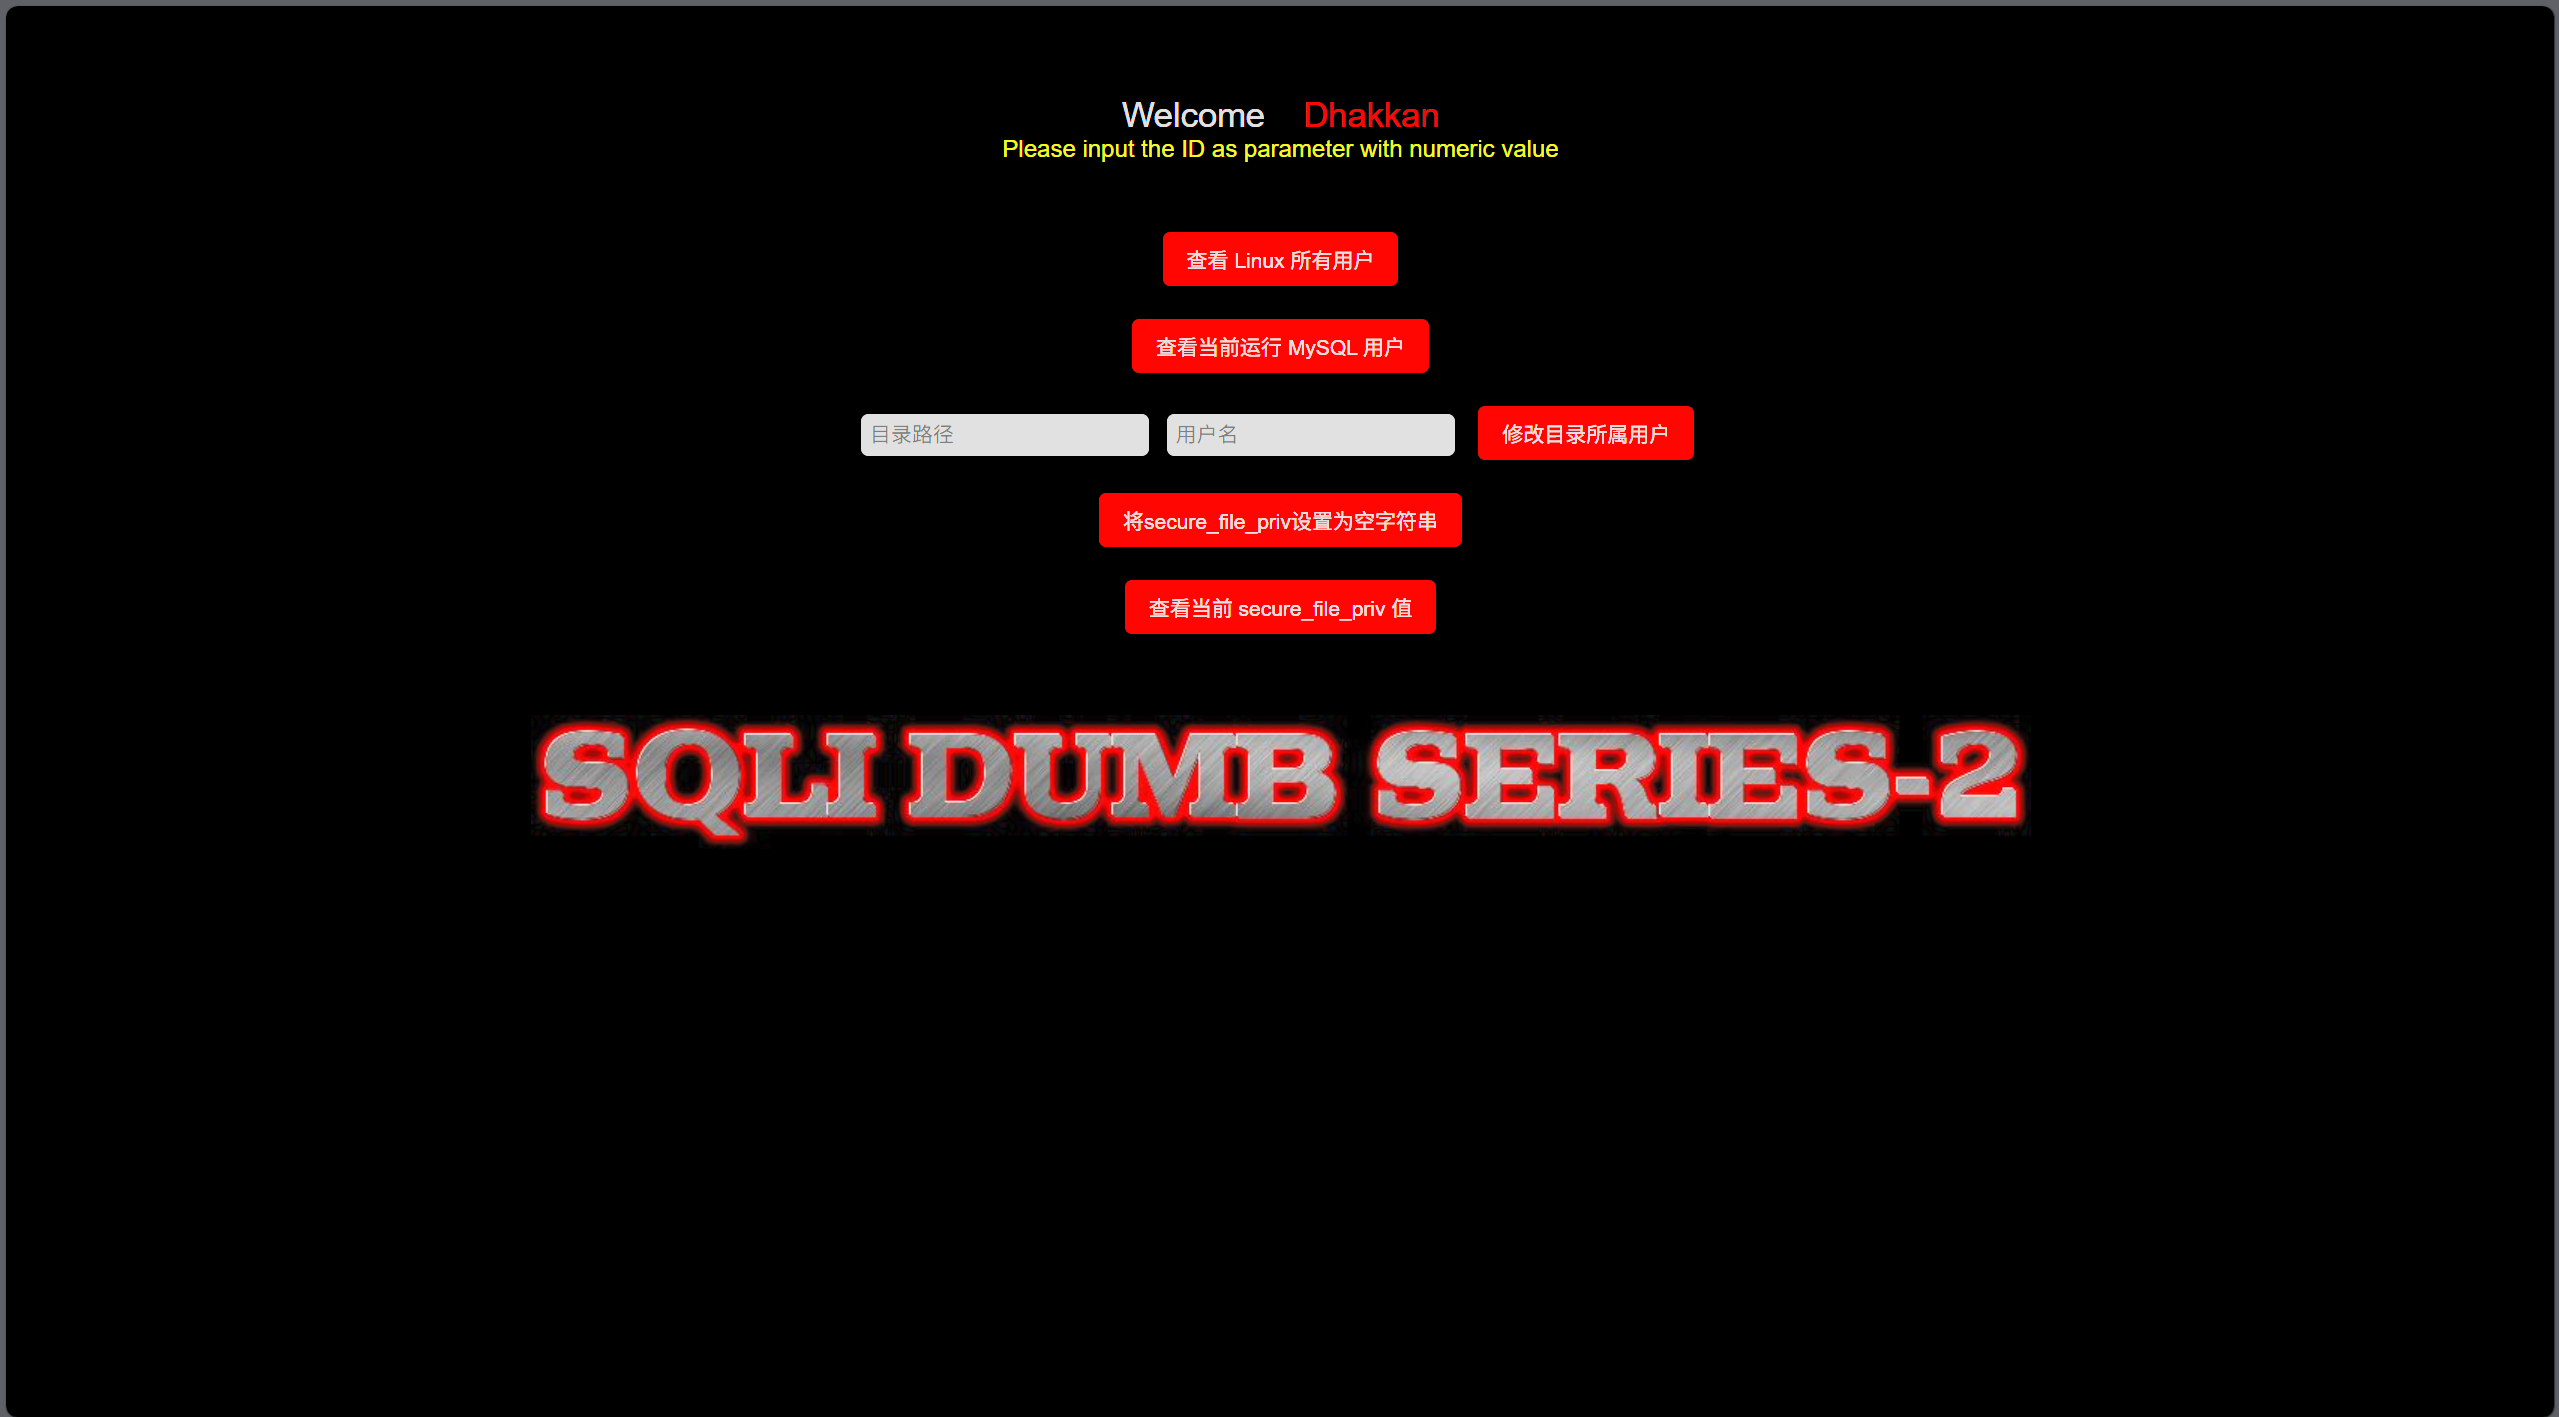 Welcome Dhakkan
Please input the ID as parameter with numeric value
查看 Linux 所有用户
查看当前运行 MySQL 用户
目录路径 用户名 修改目录所属用户
将secure_file_priv设置为空字符串
查看当前 secure_file_priv 值
SQLI DUMB SERIES-2